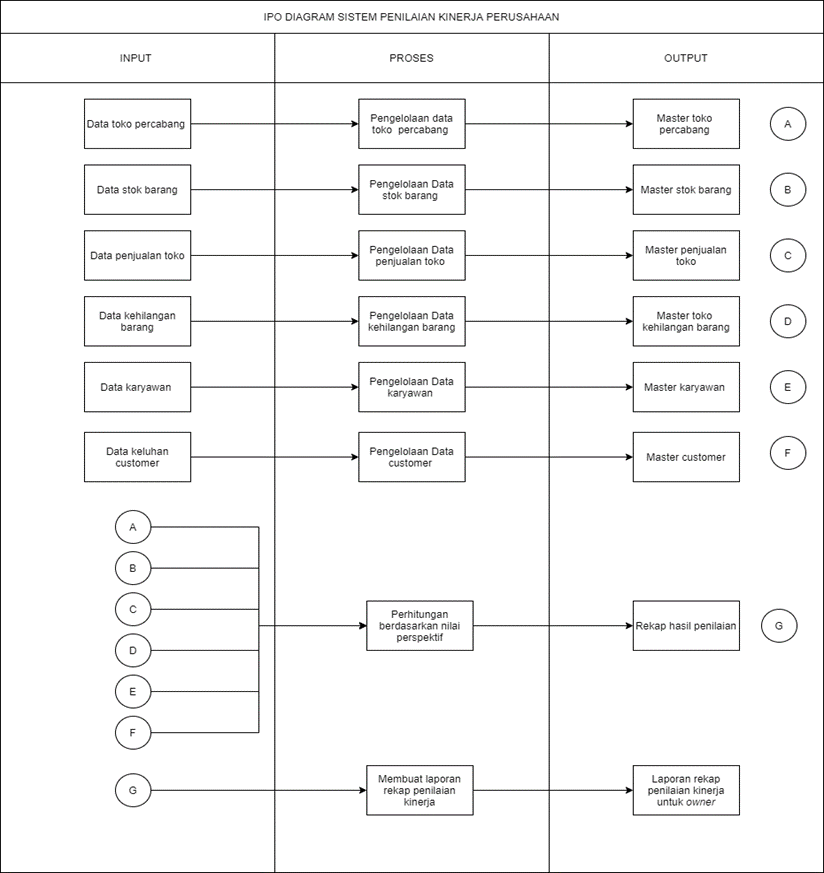 IPO DIAGRAM SISTEM PENILAIAN KINERJA PERUSAHAAN
INPUT
PROSES
OUTPUT
Data toko percabang
Pengelolaan data
toko percabang
Master toko
percabang
A
Data stok barang
Pengelolaan Data
stok barang
Master stok barang
B
Data penjualan toko
Pengelolaan Data
penjualan toko
Master penjualan
toko
C
Data kehilangan
barang
Pengelolaan Data
kehilangan barang
Master toko
kehilangan barang
D
Data karyawan
Pengelolaan Data
karyawan
Master karyawan
E
Data keluhan
customer
Pengelolaan Data
customer
Master customer
F
A
B
C
D
E
F
Perhitungan
berdasarkan nilai
perspektif
Rekap hasil penilaian
G
G
Membuat laporan
rekap penilaian
kinerja
Laporan rekap
penilaian kinerja
untuk owner